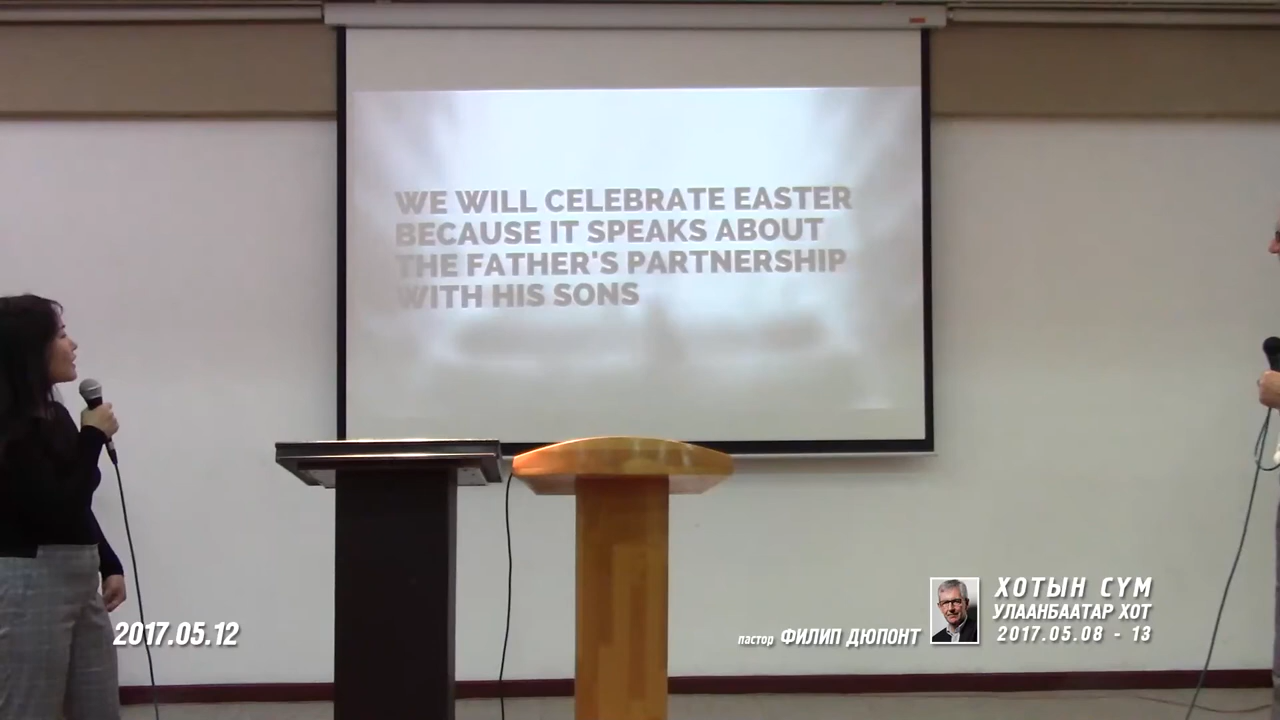 WE WILL CELEBRATE EASTER
BECAUSE IT SPEAKS ABOUT
THE FATHER'S PARTNERSHIP
WITH HIS SONS
2017.05.12
пастор ФИЛИП ДЮПОНТ
ХОТЫН СҮМ
УЛААНБААТАР ХОТ
2017.05.08 - 13